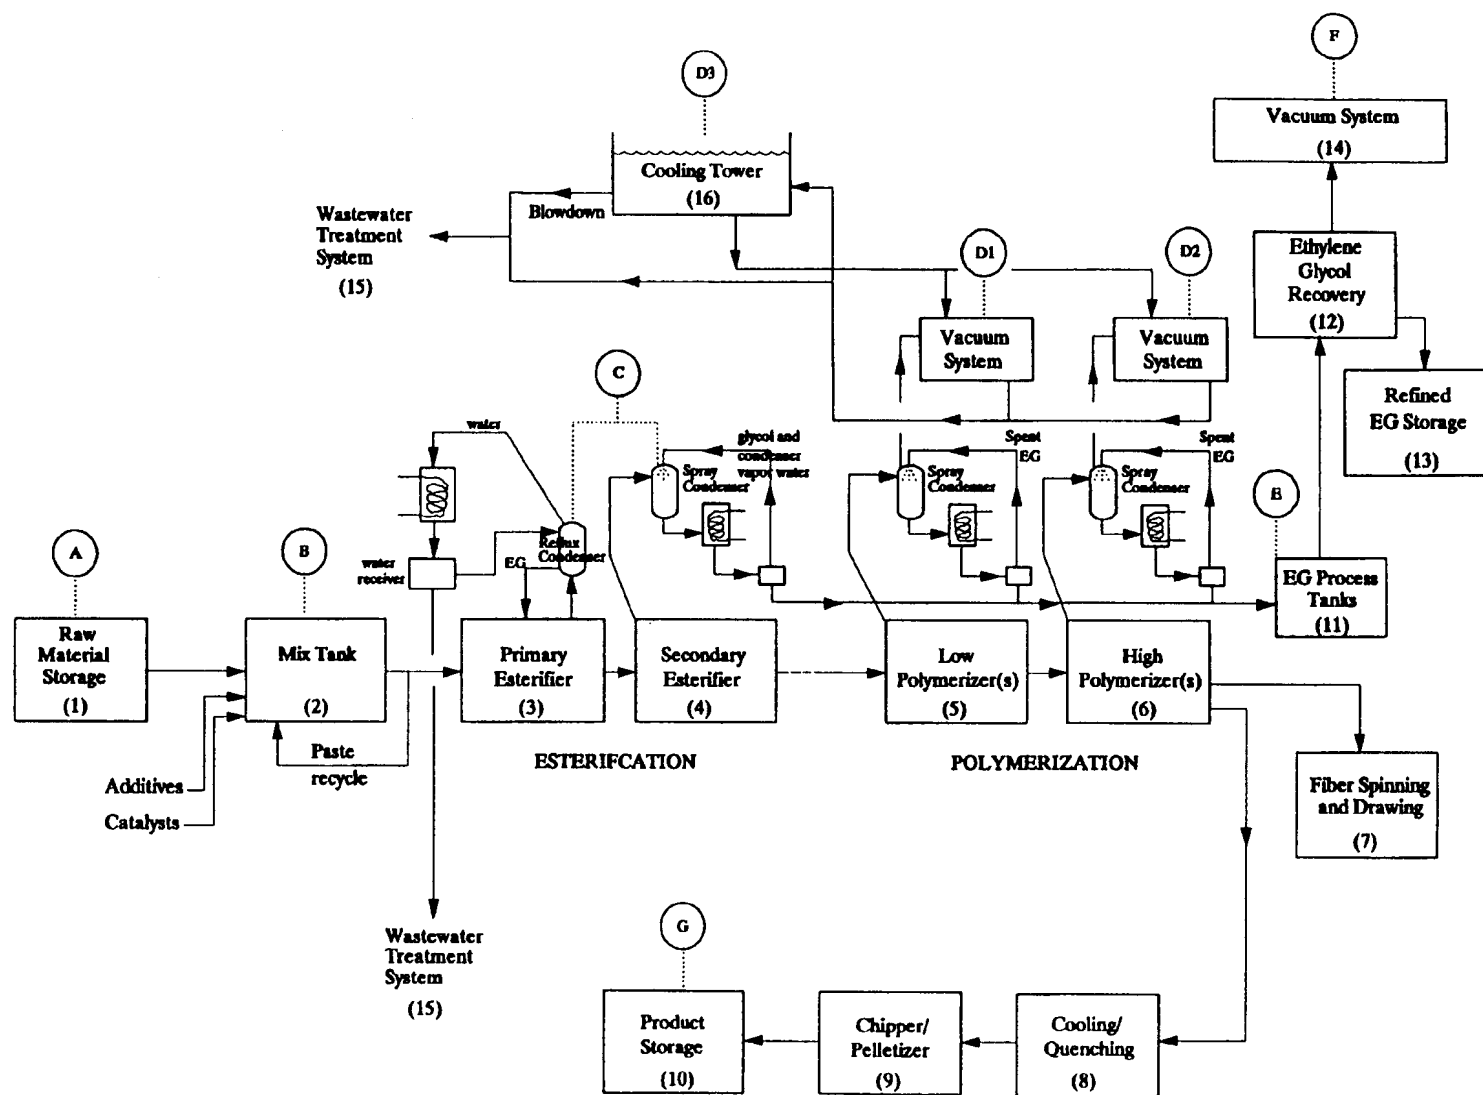 F
Vacuum System
(14)
D3
Cooling Tower
(16)
Blowdown
Wastewater
Treatment
System
(15)
D1
D2
Ethylene
Glycol
Recovery
(12)
Vacuum
System
Vacuum
System
Refined
EG Storage
(13)
C
water
glycol and
condenser
vapor water
Spray
Condenser
Spent
EG
Spray
Condenser
Spent
EG
Spray
Condenser
E
A
B
water
receiver
Reflux
Condenser
EG
EG Process
Tanks
(11)
Raw
Material
Storage
(1)
Mix Tank
(2)
Primary
Esterifier
(3)
Secondary
Esterifier
(4)
Low
Polymerizer(s)
(5)
High
Polymerizer(s)
(6)
Paste
recycle
ESTERIFCATION
POLYMERIZATION
Additives
Catalysts
Fiber Spinning
and Drawing
(7)
Wastewater
Treatment
System
(15)
G
Product
Storage
(10)
Chipper/
Pelletizer
(9)
Cooling/
Quenching
(8)